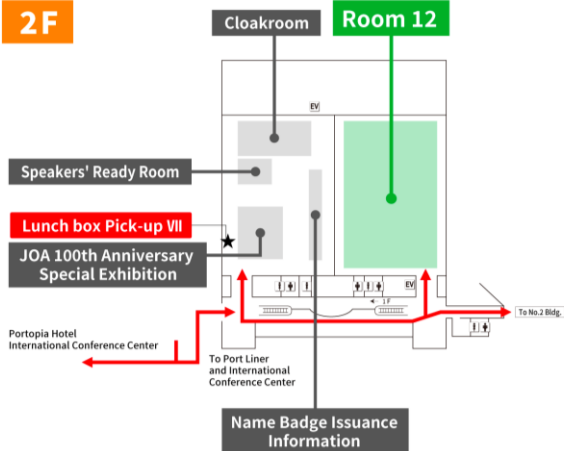 2F
Cloakroom
Room 12
EV
Speakers' Ready Room
Lunch box Pick-up VII
JOA 100th Anniversary
Special Exhibition
EV
1F
To No.2 Bldg.
Portopia Hotel
International Conference Center
To Port Liner
and International
Conference Center
Name Badge Issuance
Information